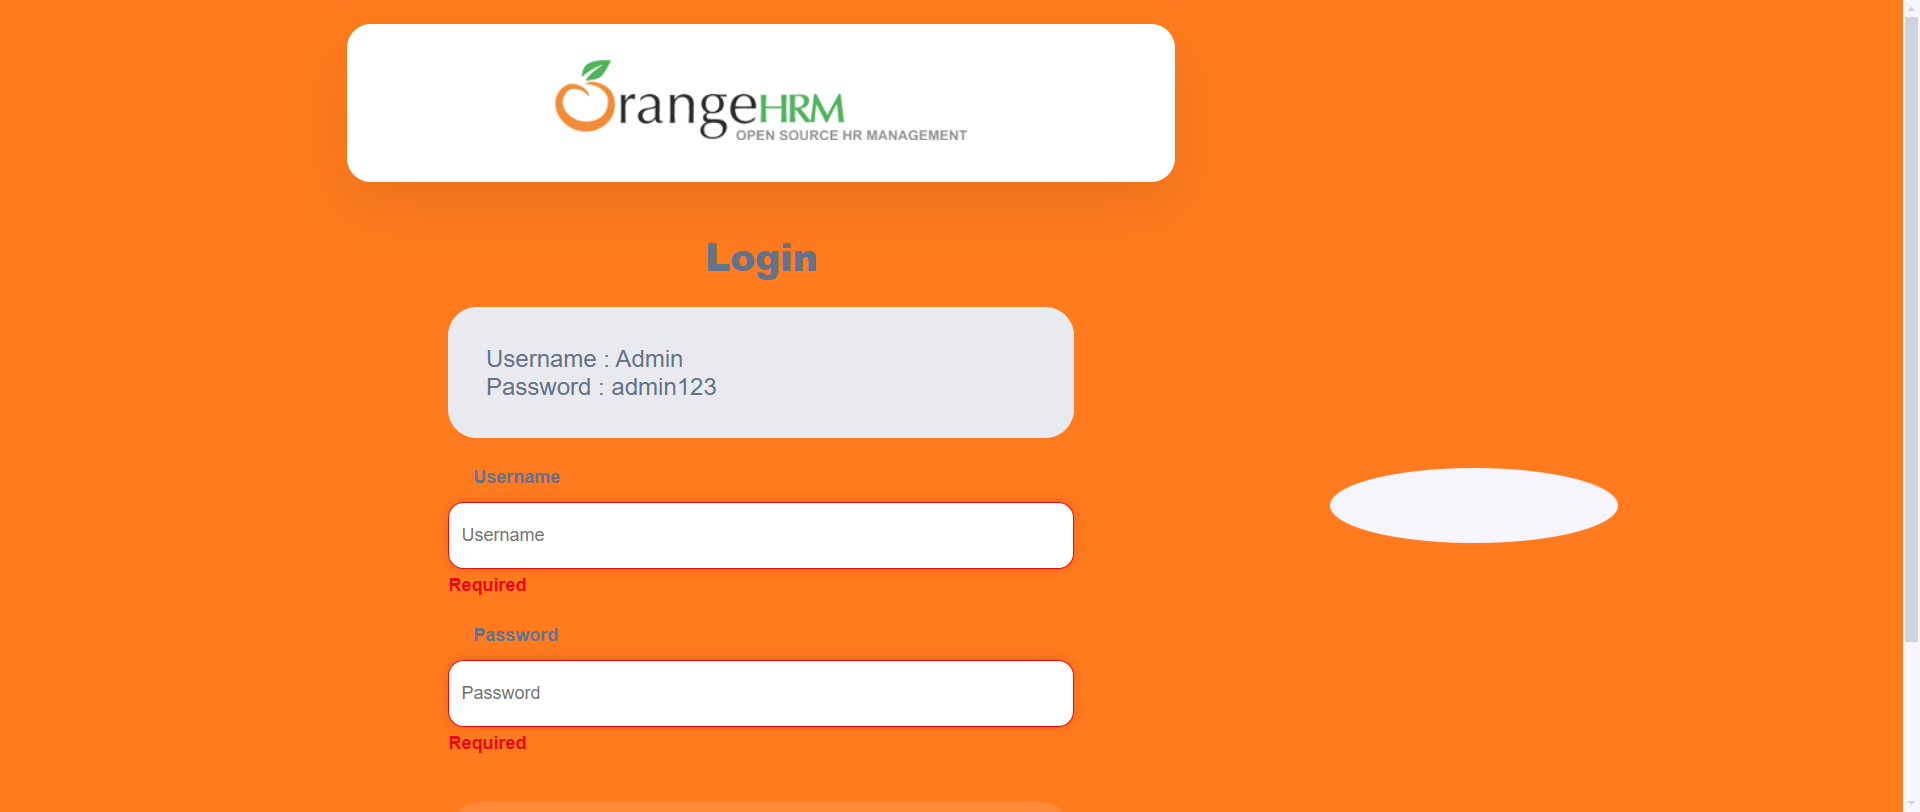 OrangeHRM
OPEN SOURCE HR MANAGEMENT
Login
Username : Admin
Password : admin123
Username
Username
Required
Password
Password
Required